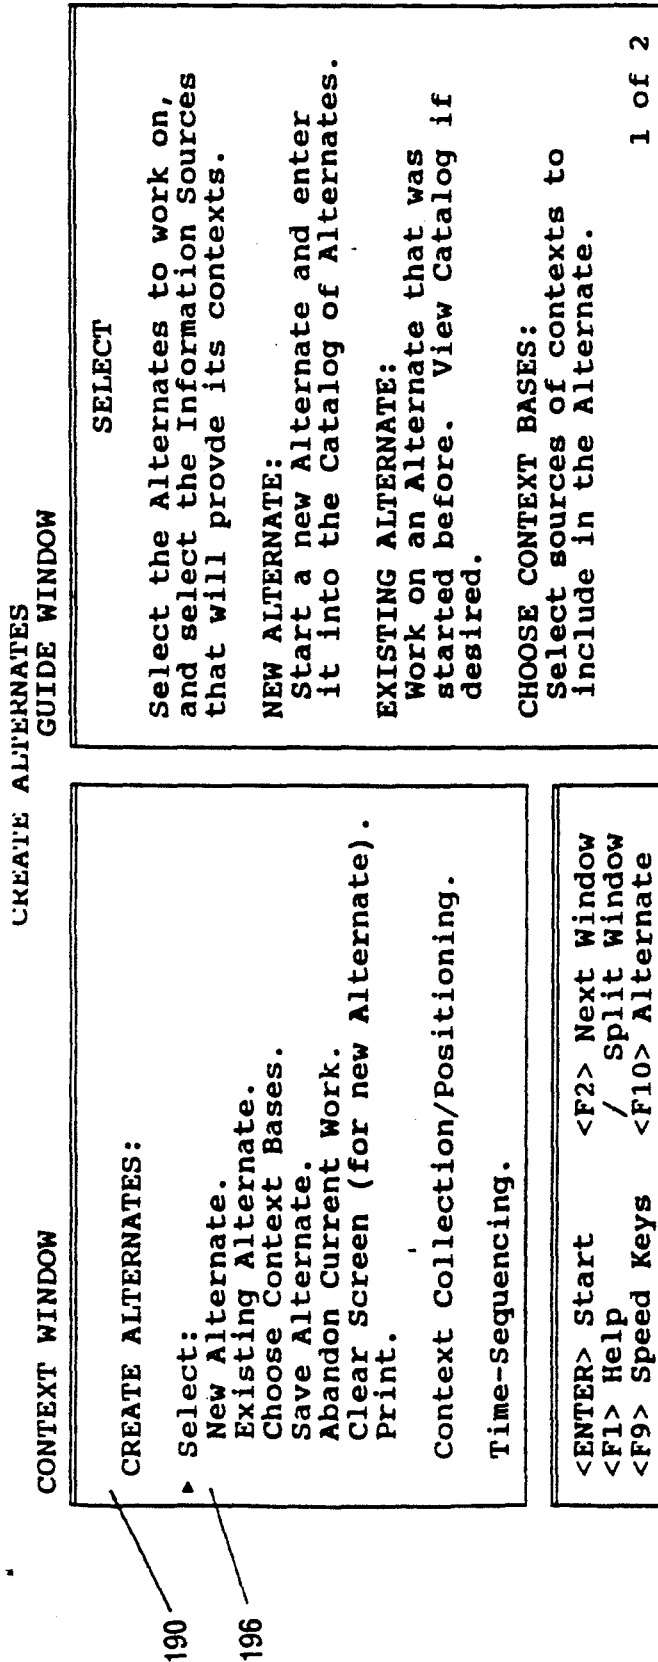 CREATE ALTERNATES
CONTEXT WINDOW
190
CREATE ALTERNATES:
196
▸ Select:
New Alternate.
Existing Alternate.
Choose Context Bases.
Save Alternate.
Abandon Current Work.
Clear Screen (for new Alternate).
Print.
Context Collection/Positioning.
Time-Sequencing.
<ENTER> Start <F2> Next Window
<F1> Help / Split Window
<F9> Speed Keys <F10> Alternate
GUIDE WINDOW
SELECT
Select the Alternates to work on,
and select the Information Sources
that will provde its contexts.
NEW ALTERNATE:
Start a new Alternate and enter
it into the Catalog of Alternates.
EXISTING ALTERNATE:
Work on an Alternate that was
started before. View Catalog if
desired.
CHOOSE CONTEXT BASES:
Select sources of contexts to
include in the Alternate.
1 of 2